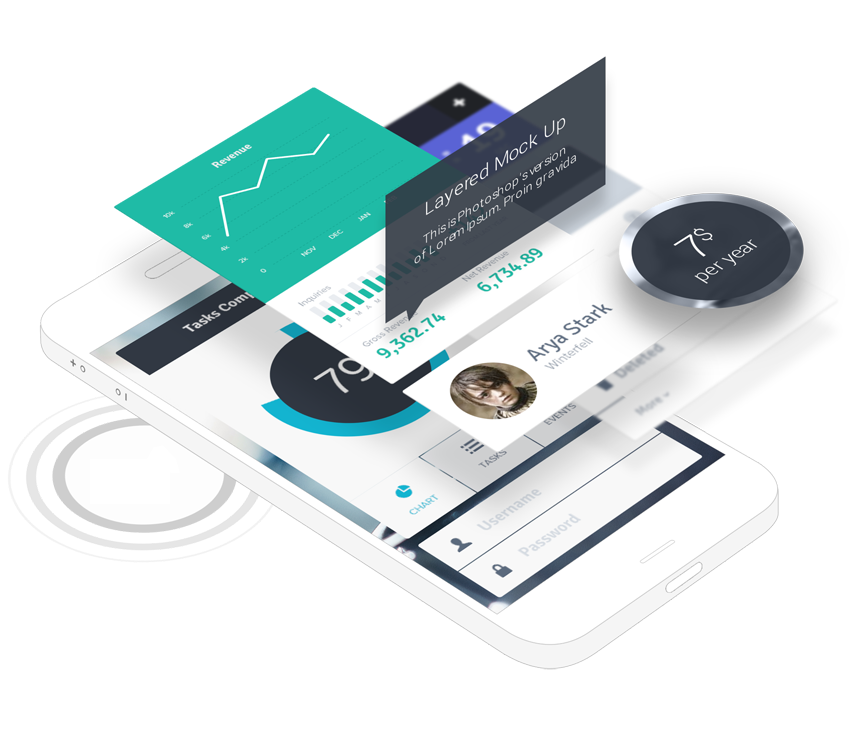 Revenue
10k
8k
6k
4k
2k
0
NOV
DEC
JAN
19
Layered Mock Up
This is Photoshop's version
of Lorem Ipsum. Proin gravida
7$
per year
Inquiries
J F M A M
Net Revenue
6,734.89
Gross Revenue
9,362.74
Tasks Comp
79
Arya Stark
Winterfell
Deleted
More
EVENTS
TASKS
CHART
Username
Password